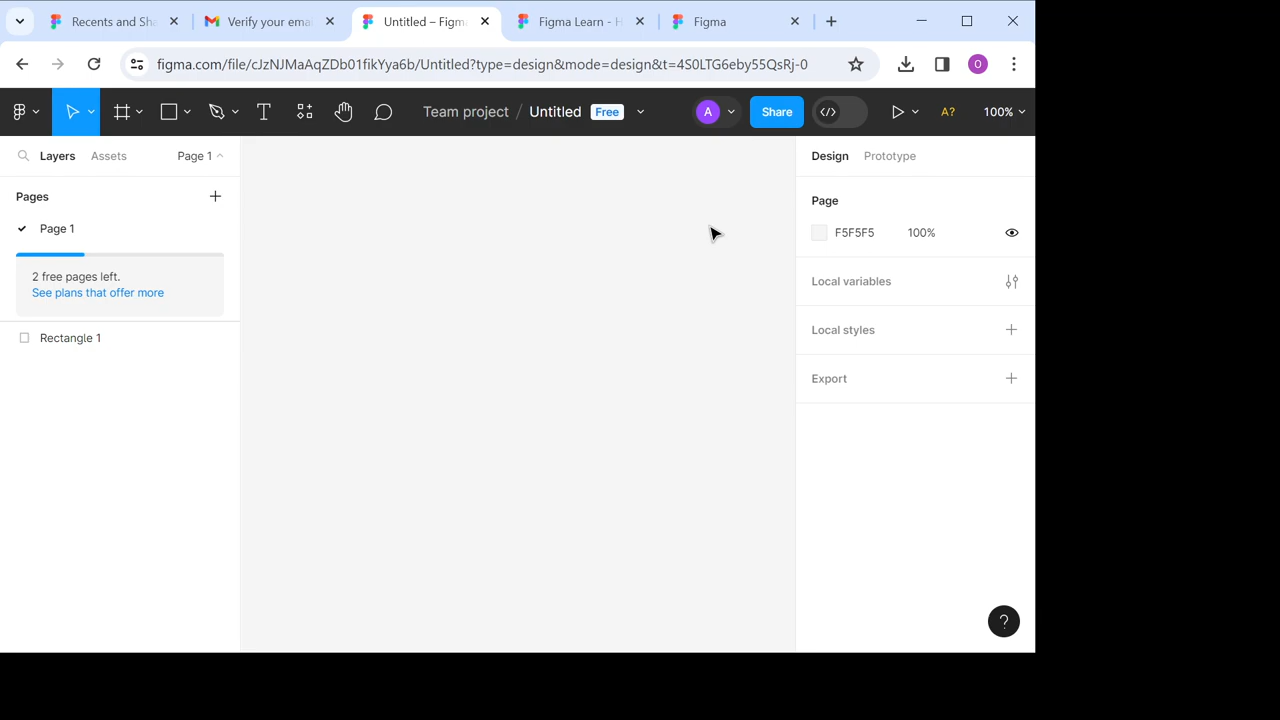 Recents and Sha
Verify your emai
Untitled – Figm
Figma Learn - H
Figma
figma.com/file/cJzNJMaAqZDb01fikYya6b/Untitled?type=design&mode=design&t=4S0LTG6eby55QsRj-0
O
Team project / Untitled Free
A
Share
A?
100%
Layers
Assets
Page 1
Design
Prototype
Pages
Page 1
2 free pages left.
See plans that offer more
Rectangle 1
Page
F5F5F5
100%
Local variables
Local styles
Export
?